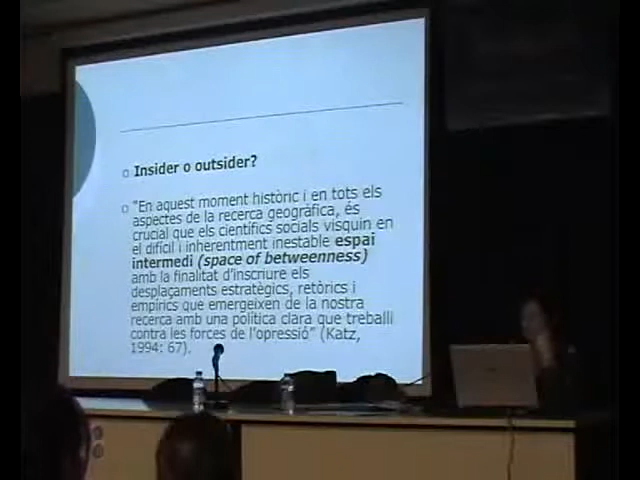 Insider o outsider?
"En aquest moment històric i en tots els
aspectes de la recerca geogràfica, és
crucial que els científics socials visquin en
el difícil i inherentment inestable espai
intermedi (space of betweenness)
amb la finalitat d'inscriure els
desplaçaments estratègics, retòrics i
empírics que emergeixen de la nostra
recerca amb una política clara que treballi
contra les forces de l'opressió" (Katz,
1994: 67).